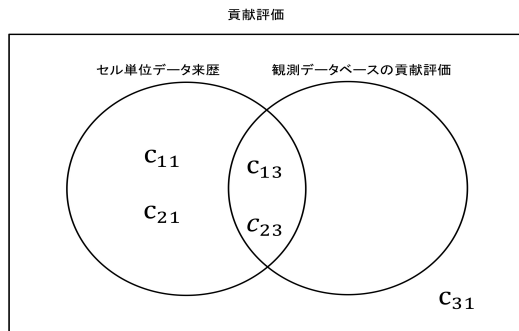 貢献評価
セル単位データ来歴
観測データベースの貢献評価
c₁₁
c₁₃
c₂₁
c₂₃
c₃₁